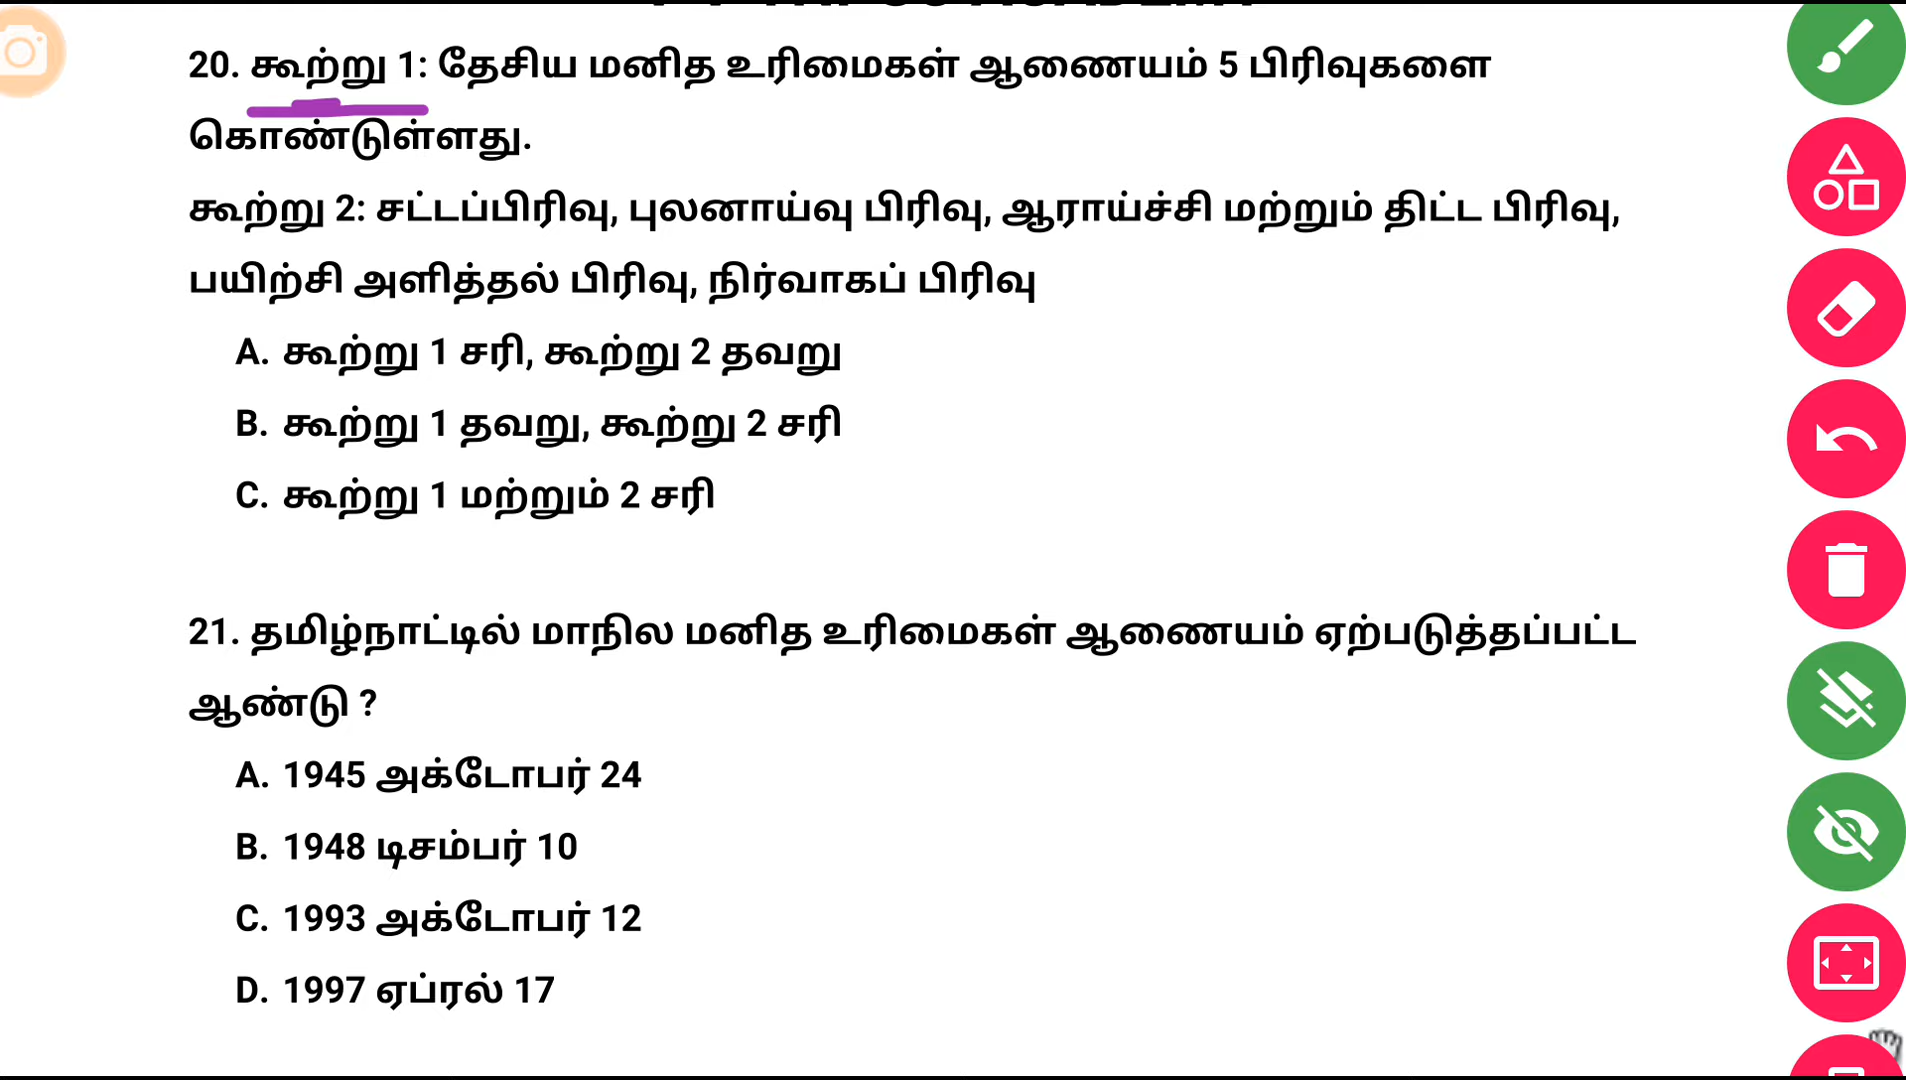 20. கூற்று 1: தேசிய மனித உரிமைகள் ஆணையம் 5 பிரிவுகளை
கொண்டுள்ளது.
கூற்று 2: சட்டப்பிரிவு, புலனாய்வு பிரிவு, ஆராய்ச்சி மற்றும் திட்ட பிரிவு,
பயிற்சி அளித்தல் பிரிவு, நிர்வாகப் பிரிவு
A. கூற்று 1 சரி, கூற்று 2 தவறு
B. கூற்று 1 தவறு, கூற்று 2 சரி
C. கூற்று 1 மற்றும் 2 சரி
21. தமிழ்நாட்டில் மாநில மனித உரிமைகள் ஆணையம் ஏற்படுத்தப்பட்ட
ஆண்டு ?
A. 1945 அக்டோபர் 24
B. 1948 டிசம்பர் 10
C. 1993 அக்டோபர் 12
D. 1997 ஏப்ரல் 17